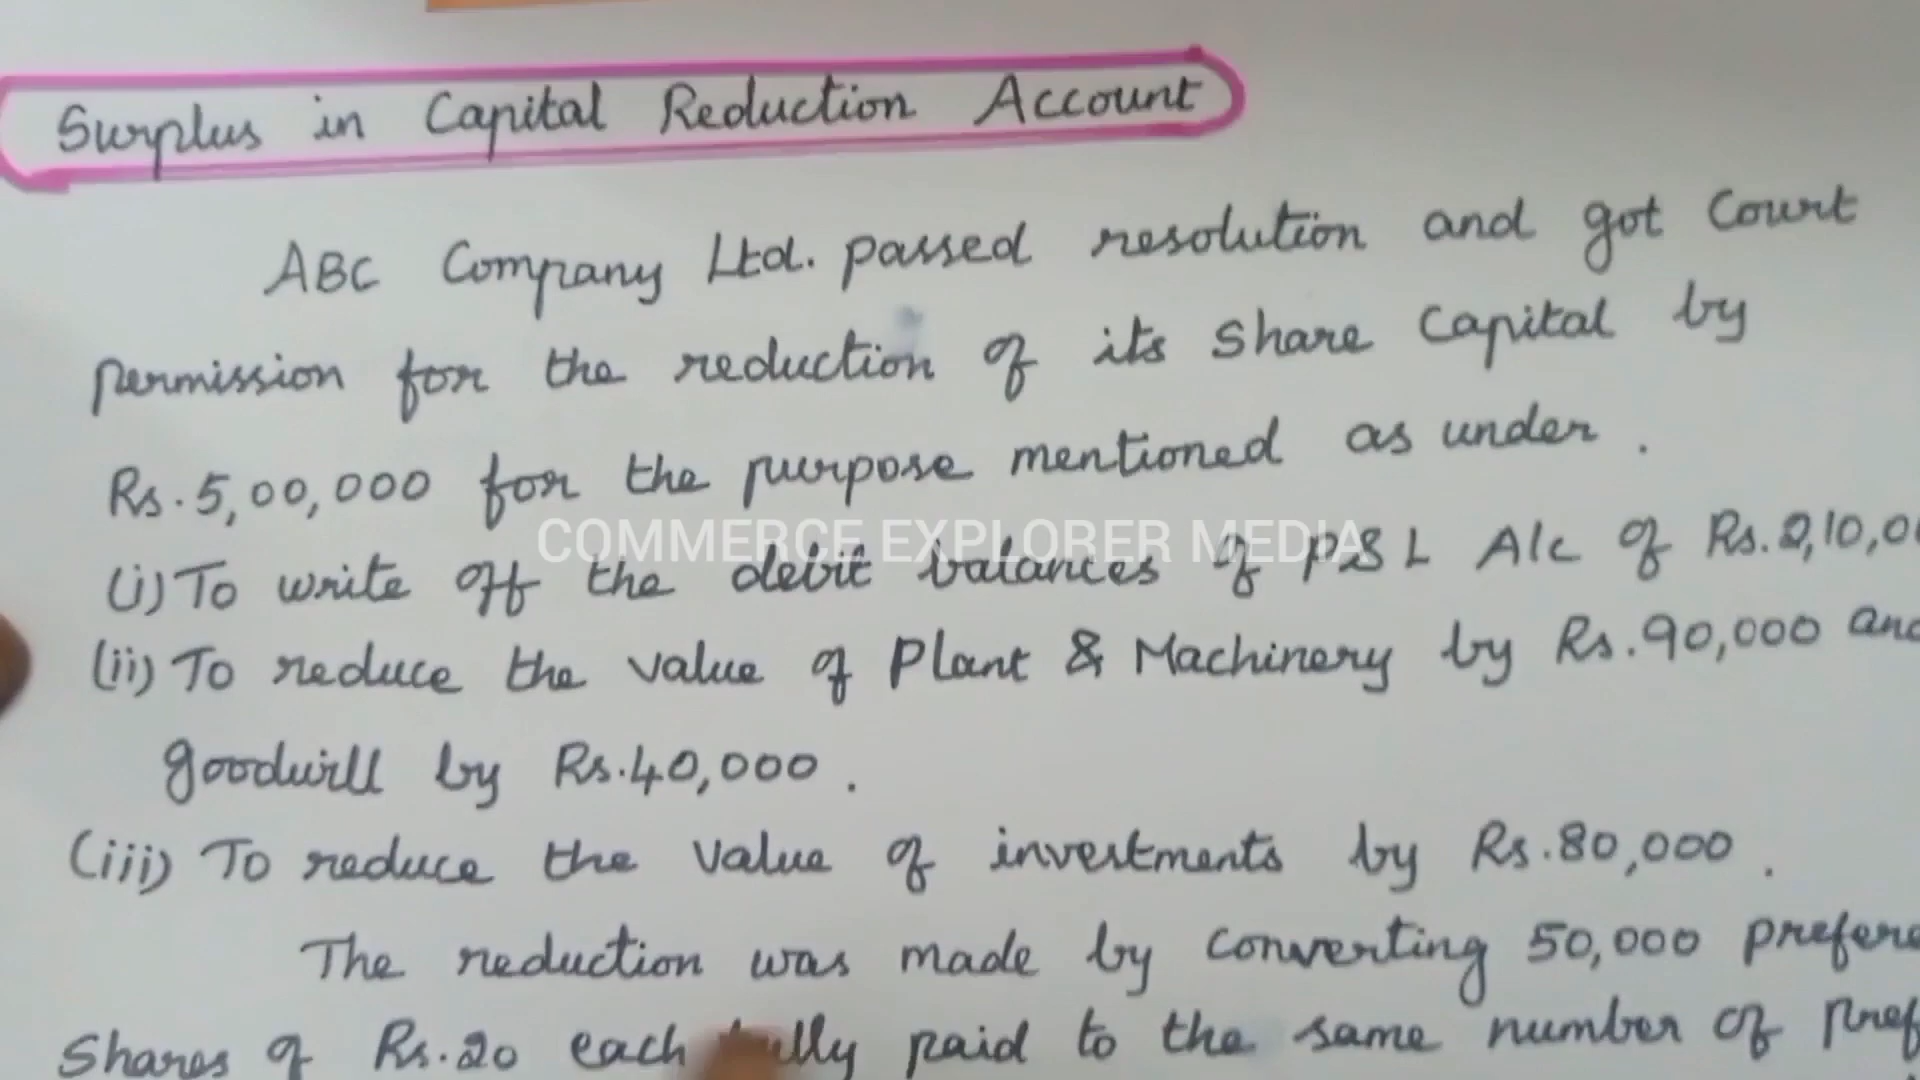 Surplus in Capital Reduction Account
ABC Company Ltd. passed resolution and got Court
permission for the reduction of its Share Capital by
Rs.5,00,000 for the purpose mentioned as under.
COMMERCE EXPLORER MEDIA
(i) To write off the debit balances of P&L A/c of Rs.2,10,0
(ii) To reduce the value of Plant & Machinery by Rs.90,000 and
goodwill by Rs.40,000.
(iii) To reduce the Value of investments by Rs.80,000.
The reduction was made by Converting 50,000 prefere
Shares of Rs.20 each fully paid to the same number of pref